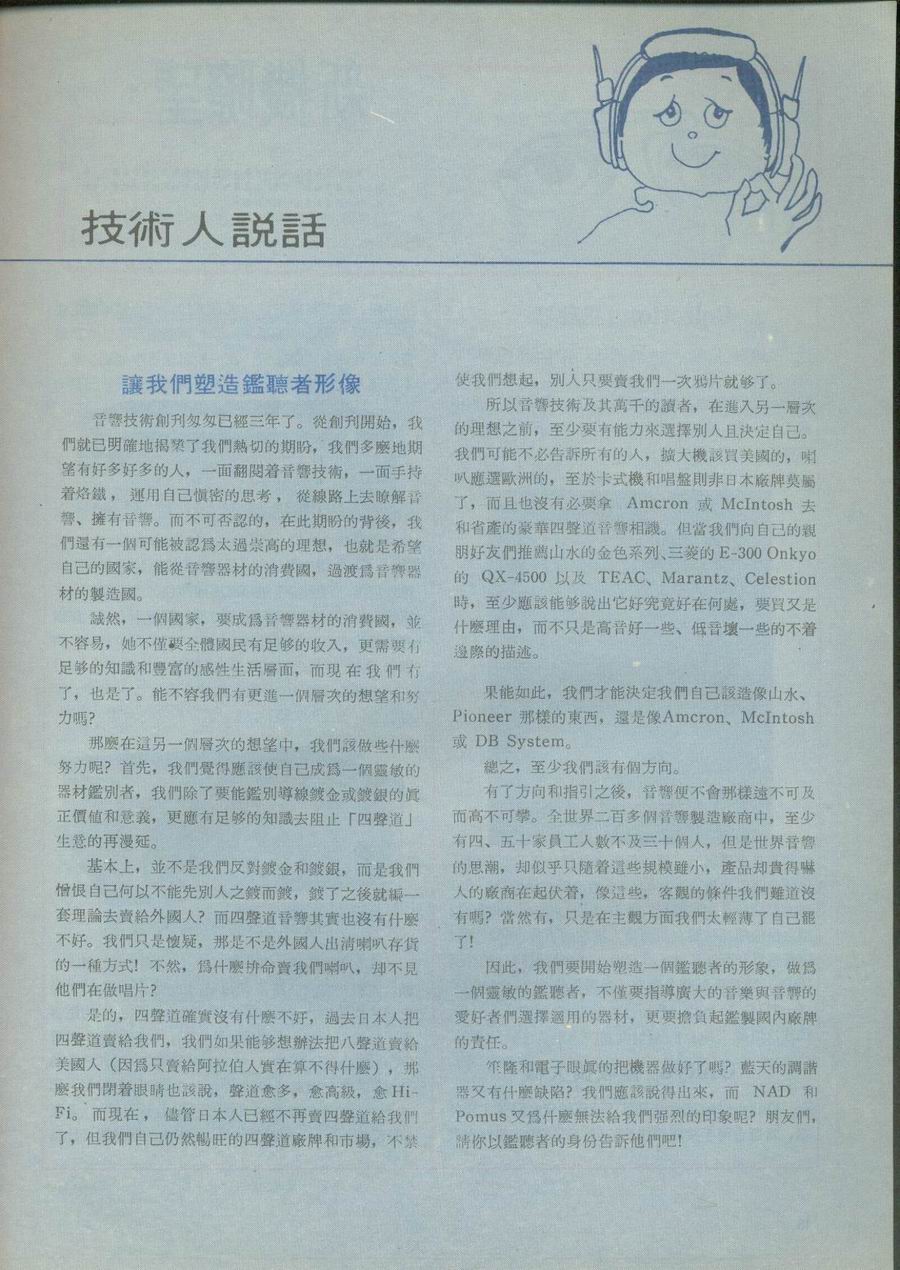 技術人説話
讓我們塑造鑑聽者形像
音響技術創刊匆匆已經三年了。從創刊開始，我
們就已明確地揭櫫了我們熱切的期盼，我們多麽地期
望有好多好多的人，一面翻閱着音響技術，一面手持
着烙鐵，運用自己愼密的思考，從線路上去瞭解音
響、擁有音響。而不可否認的，在此期盼的背後，我
們還有一個可能被認爲太過崇高的理想，也就是希望
自己的國家，能從音響器材的消費國，過渡爲音響器
材的製造國。
誠然，一個國家，要成爲音響器材的消費國，並
不容易，她不僅要全體國民有足够的收入，更需要有
足够的知識和豐富的感性生活層面，而現在我們有
了，也是了。能不容我們有更進一個層次的想望和努
力嗎？
那麽在這另一個層次的想望中，我們該做些什麽
努力呢？首先，我們覺得應該使自己成爲一個靈敏的
器材鑑別者，我們除了要能鑑別導線鍍金或鍍銀的眞
正價值和意義，更應有足够的知識去阻止「四聲道」
生意的再漫延。
基本上，並不是我們反對鍍金和鍍銀，而是我們
憎恨自己何以不能先別人之鍍而鍍，鍍了之後就編一
套理論去賣給外國人？而四聲道音響其實也沒有什麽
不好。我們只是懷疑，那是不是外國人出淸喇叭存貨
的一種方式！不然，爲什麽拚命賣我們喇叭，却不見
他們在做唱片？
是的，四聲道確實沒有什麽不好，過去日本人把
四聲道賣給我們，我們如果能够想辦法把八聲道賣給
美國人（因爲只賣給阿拉伯人實在算不得什麽），那
麽我們閉着眼睛也該說，聲道愈多，愈高級，愈Hi-
Fi。而現在，儘管日本人已經不再賣四聲道給我們
了，但我們自己仍然暢旺的四聲道廠牌和市場，不禁
使我們想起，別人只要賣我們一次鴉片就够了。
所以音響技術及其萬千的讀者，在進入另一層次
的理想之前，至少要有能力來選擇別人且決定自己。
我們可能不必告訴所有的人，擴大機該買美國的，喇
叭應選歐洲的，至於卡式機和唱盤則非日本廠牌莫屬
了，而且也沒有必要拿 Amcron 或 McIntosh 去
和省產的豪華四聲道音響相譏。但當我們向自己的親
朋好友們推薦山水的金色系列、三菱的E-300 Onkyo
的 QX-4500 以及 TEAC、Marantz、Celestion
時，至少應該能够說出它好究竟好在何處，要買又是
什麽理由，而不只是高音好一些、低音壞一些的不着
邊際的描述。
果能如此，我們才能決定我們自己該造像山水、
Pioneer 那樣的東西，還是像Amcron、McIntosh
或 DB System。
總之，至少我們該有個方向。
有了方向和指引之後，音響便不會那樣遠不可及
而高不可攀。全世界二百多個音響製造廠商中，至少
有四、五十家員工人數不及三十個人，但是世界音響
的思潮，却似乎只隨着這些規模雖小，產品却貴得嚇
人的廠商在起伏着，像這些，客觀的條件我們難道沒
有嗎？當然有，只是在主觀方面我們太輕薄了自己罷
了！
因此，我們要開始塑造一個鑑聽者的形象，做爲
一個靈敏的鑑聽者，不僅要指導廣大的音樂與音響的
愛好者們選擇適用的器材，更要擔負起鑑製國內廠牌
的責任。
隆和電子眼眞的把機器做好了嗎？藍天的調諧
器又有什麽缺陷？我們應該說得出來，而 NAD 和
Pomus又爲什麽無法給我們强烈的印象呢？朋友們，
請你以鑑聽者的身份告訴他們吧！